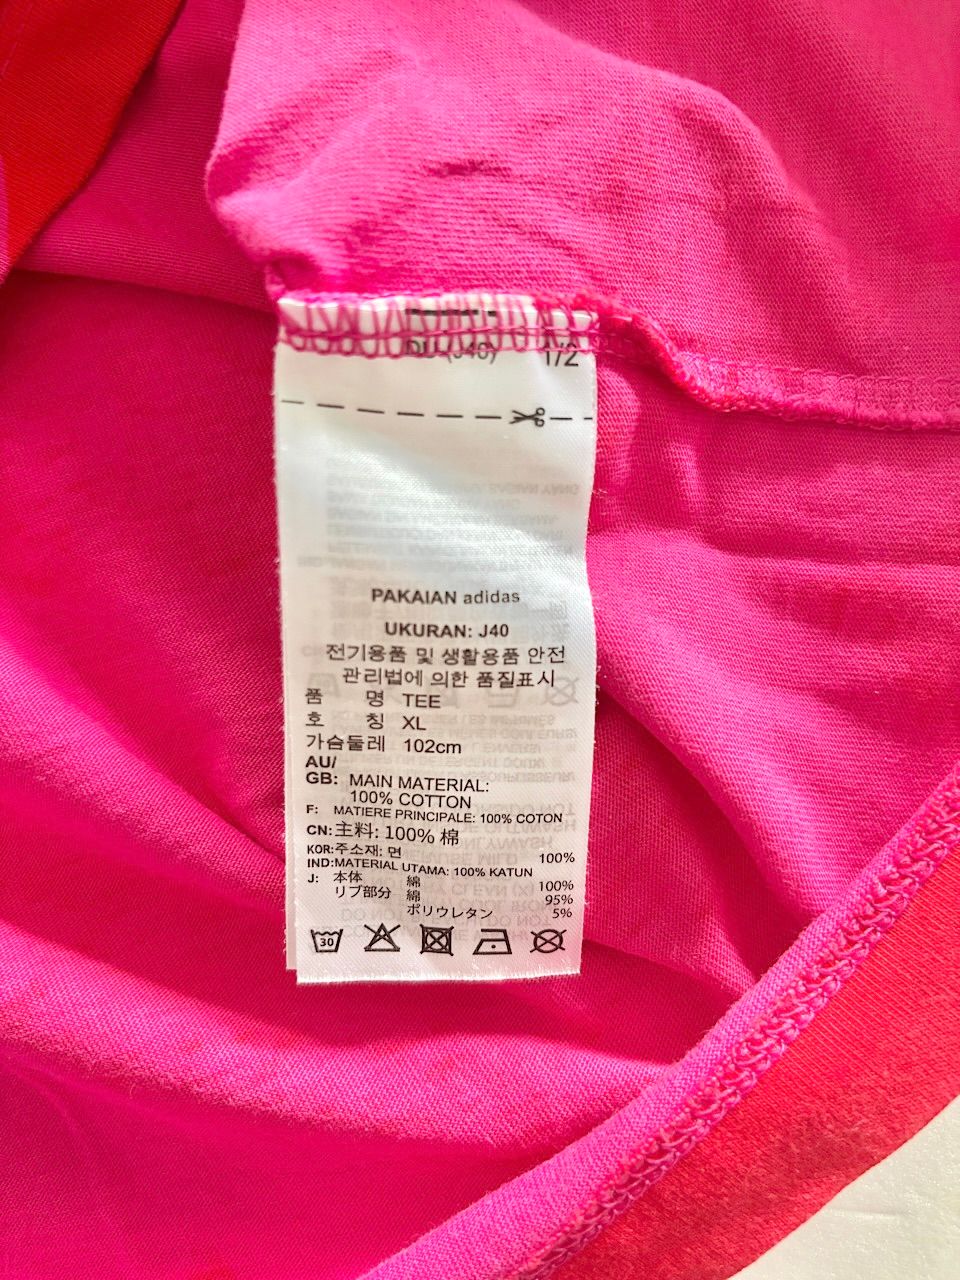 1/2
PAKAIAN adidas
UKURAN: J40
전기용품 및 생활용품 안전
관리법에 의한 품질표시
품 명 TEE
호 칭 XL
가슴둘레 102cm
AU/
GB: MAIN MATERIAL:
100% COTTON
F: MATIERE PRINCIPALE: 100% COTON
CN: 主料: 100% 棉
KOR: 주소재: 면 100%
IND: MATERIAL UTAMA: 100% KATUN
J: 本体 綿 100%
リブ部分 綿 95%
ポリウレタン 5%
30